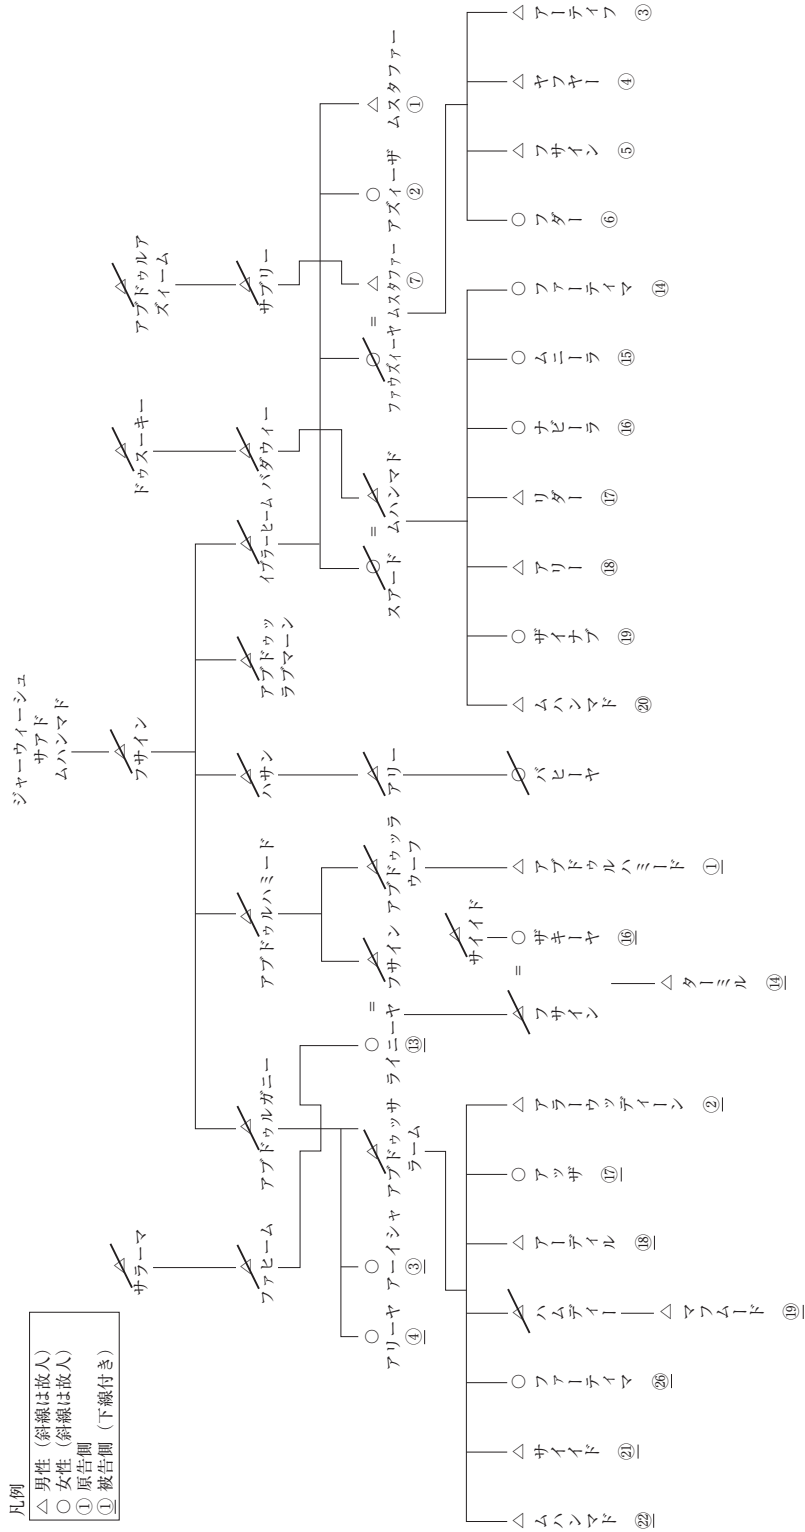 凡例
△ 男性（斜線は故人）
○ 女性（斜線は故人）
① 原告側
① 被告側（下線付き）
ジャーウィーシュ
サアド
ムハンマド
サラーマ
フサイン
ドゥスーキー
アブドゥルア
ズィーム
ファヒーム
アブドゥルガニー
アブドゥルハミード
ハサン
アブドゥッ
ラフマーン
イブラーヒーム
バダウィー
サブリー
アリーヤ
④
アーイシャ
③
アブドゥッサ
ラーム
ライニーヤ
⑬
=
フサイン
アブドゥッラ
ウーフ
アリー
スアード
=
ムハンマド
ファウズィーヤ
=
ムスタファー
⑦
アズィーザ
②
ムスタファー
①
サイイド
ムハンマド
㉒
サイイド
㉑
ファーティマ
㉖
ハムディー
マフムード
⑲
アーディル
⑱
アッザ
⑰
アラーウッディーン
②
フサイン
=
ザキーヤ
⑯
ターミル
⑭
アブドゥルハミード
①
バヒーヤ
ムハンマド
⑳
ザイナブ
⑲
アリー
⑱
リダー
⑰
ナビーラ
⑯
ムニーラ
⑮
ファーティマ
⑭
フダー
⑥
フサイン
⑤
ヤフヤー
④
アーティフ
③